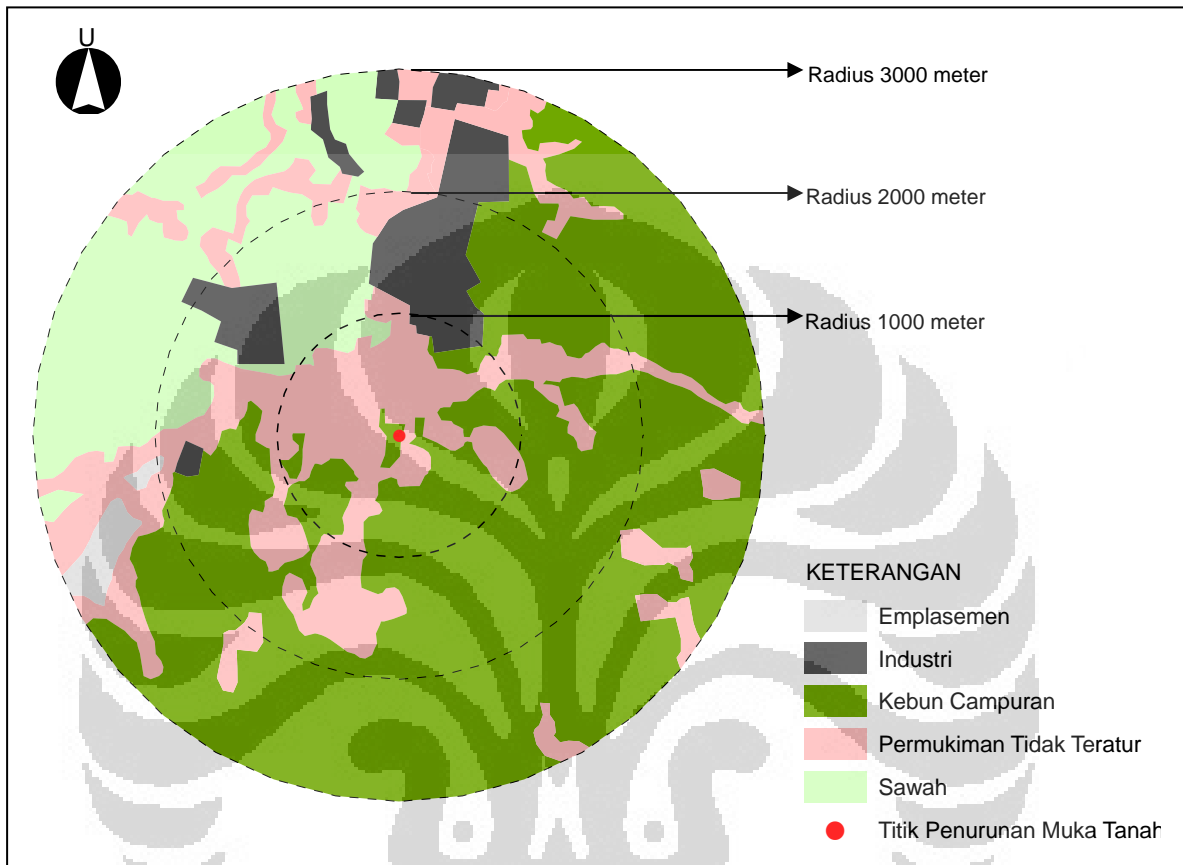 U
Radius 3000 meter
Radius 2000 meter
Radius 1000 meter
KETERANGAN
Emplasemen
Industri
Kebun Campuran
Permukiman Tidak Teratur
Sawah
Titik Penurunan Muka Tanah